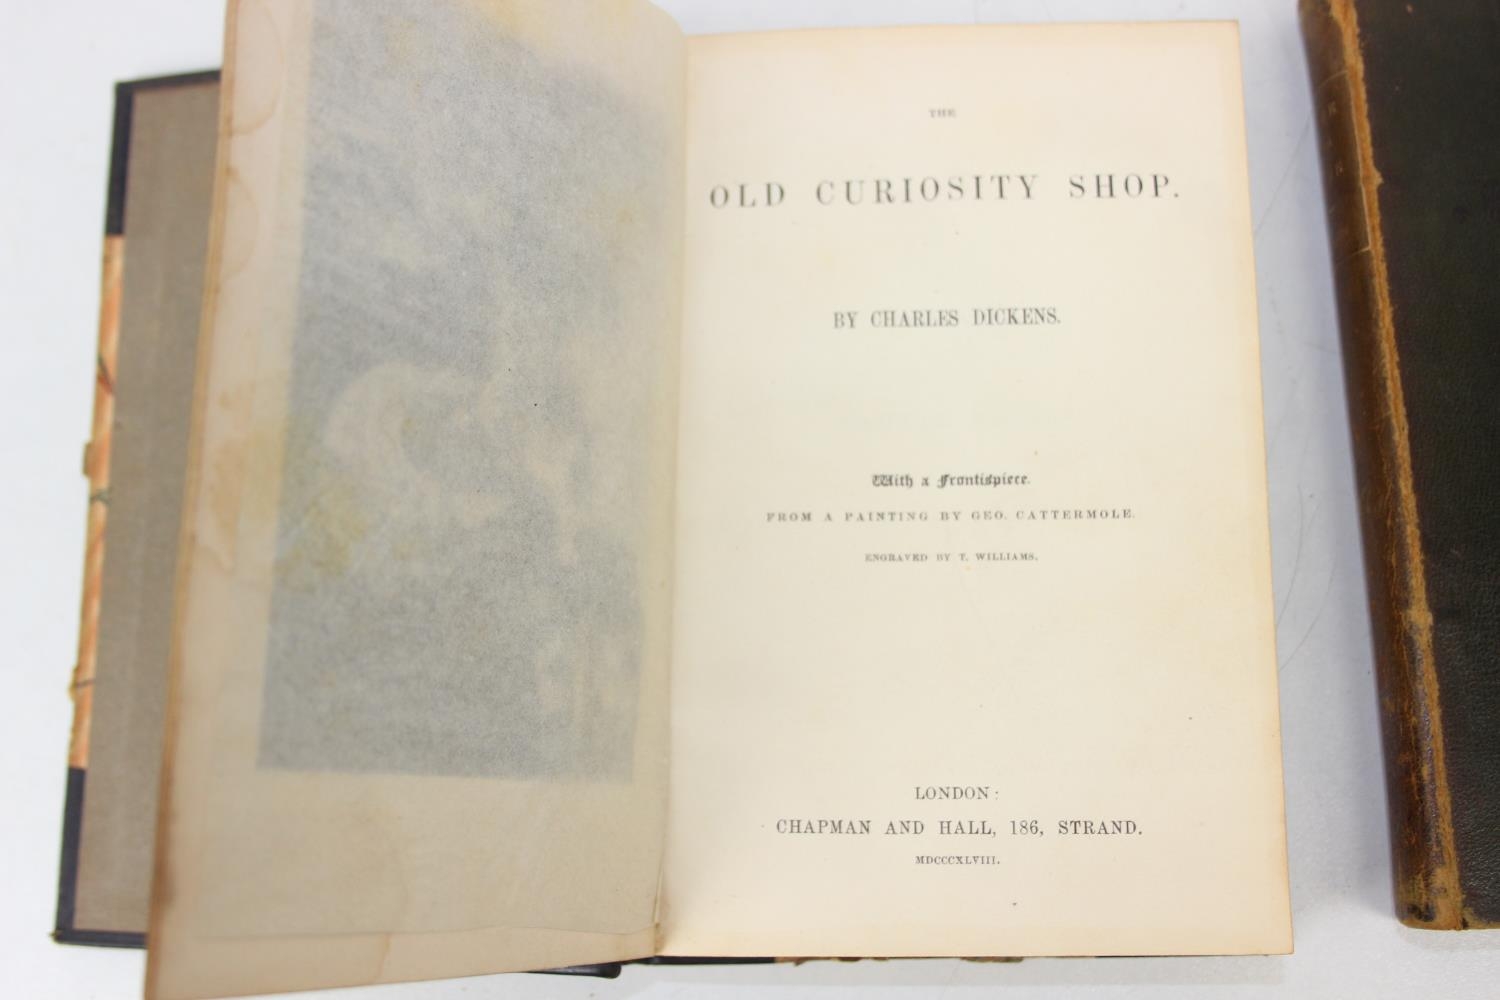 THE
OLD CURIOSITY SHOP.
BY CHARLES DICKENS.
With a Frontispiece.
FROM A PAINTING BY GEO. CATTERMOLE.
ENGRAVED BY T. WILLIAMS.
LONDON:
CHAPMAN AND HALL, 186, STRAND.
MDCCCXLVIII.